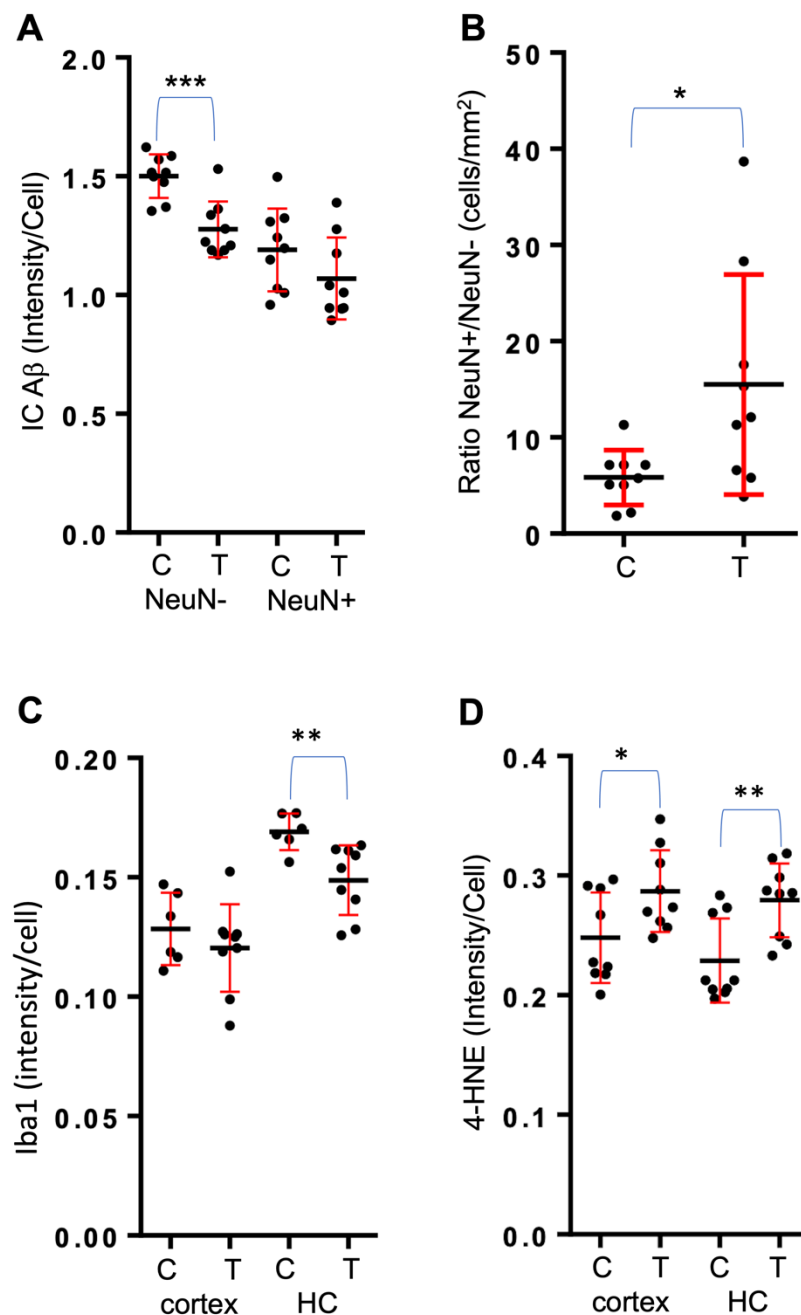 A
IC Aβ (Intensity/Cell)
2.0
1.5
1.0
0.5
0.0
***
C T C T
NeuN- NeuN+
B
Ratio NeuN+/NeuN- (cells/mm²)
50
40
30
20
10
0
*
C T
C
Iba1 (intensity/cell)
0.20
0.15
0.10
0.05
0.00
**
C T C T
cortex HC
D
4-HNE (Intensity/Cell)
0.4
0.3
0.2
0.1
0.0
*
**
C T C T
cortex HC